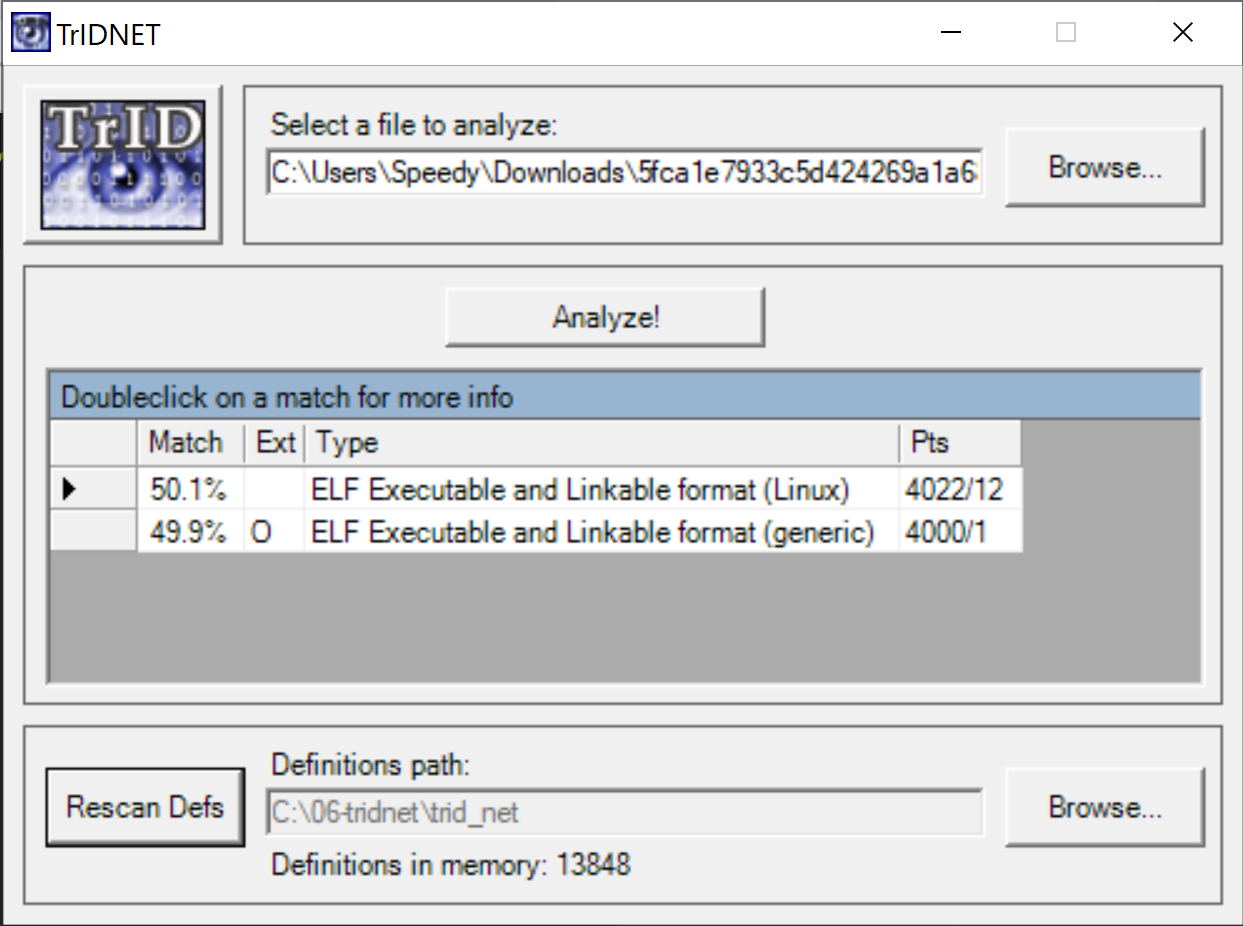 TrIDNET
TrID
Select a file to analyze:
C:\Users\Speedy\Downloads\5fca1e7933c5d424269a1a6
Browse...
Analyze!
Doubleclick on a match for more info
Match Ext Type Pts
50.1% ELF Executable and Linkable format (Linux) 4022/12
49.9% O ELF Executable and Linkable format (generic) 4000/1
Definitions path:
Rescan Defs
C:\06-tridnet\trid_net
Browse...
Definitions in memory: 13848